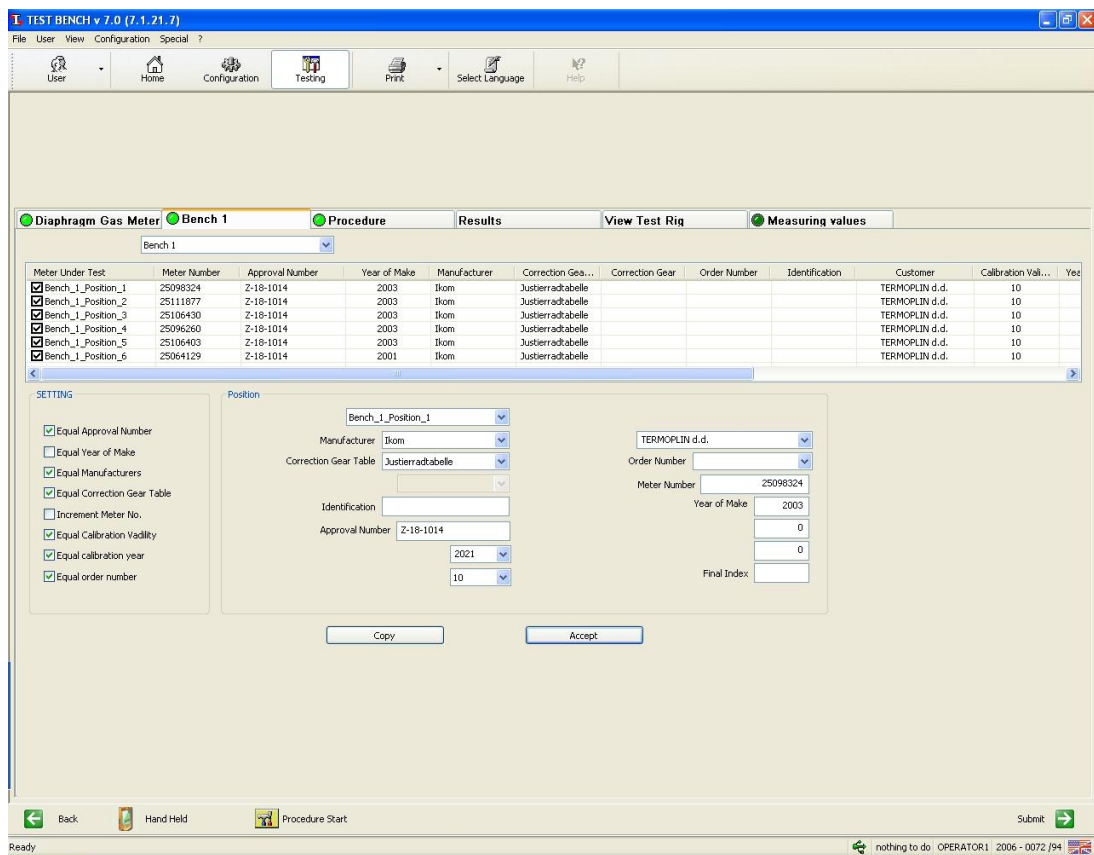 TEST BENCH v 7.0 (7.1.21.7)
File User View Configuration Special ?
User Home Configuration Testing Print Select Language Help
Diaphragm Gas Meter Bench 1 Procedure Results View Test Rig Measuring values
Bench 1
Meter Under Test Meter Number Approval Number Year of Make Manufacturer Correction Gea... Correction Gear Order Number Identification Customer Calibration Vali... Yea
Bench_1_Position_1 25098324 Z-18-1014 2003 Ikom Justierradtabelle TERMOPLIN d.d. 10
Bench_1_Position_2 25111877 Z-18-1014 2003 Ikom Justierradtabelle TERMOPLIN d.d. 10
Bench_1_Position_3 25106430 Z-18-1014 2003 Ikom Justierradtabelle TERMOPLIN d.d. 10
Bench_1_Position_4 25096260 Z-18-1014 2003 Ikom Justierradtabelle TERMOPLIN d.d. 10
Bench_1_Position_5 25106403 Z-18-1014 2003 Ikom Justierradtabelle TERMOPLIN d.d. 10
Bench_1_Position_6 25064129 Z-18-1014 2001 Ikom Justierradtabelle TERMOPLIN d.d. 10
SETTING
Equal Approval Number
Equal Year of Make
Equal Manufacturers
Equal Correction Gear Table
Increment Meter No.
Equal Calibration Vadility
Equal calibration year
Equal order number
Position
Bench_1_Position_1
Manufacturer Ikom
Correction Gear Table Justierradtabelle
Identification
Approval Number Z-18-1014
2021
10
TERMOPLIN d.d.
Order Number
Meter Number 25098324
Year of Make 2003
0
0
Final Index
Copy Accept
Back Hand Held Procedure Start Submit
Ready nothing to do OPERATOR1 2006 - 0072 /94